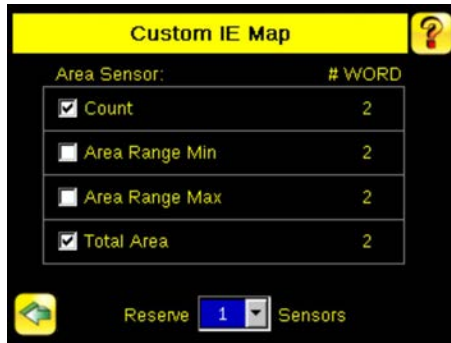 Custom IE Map
?
Area Sensor: # WORD
Count 2
Area Range Min 2
Area Range Max 2
Total Area 2
Reserve 1 Sensors